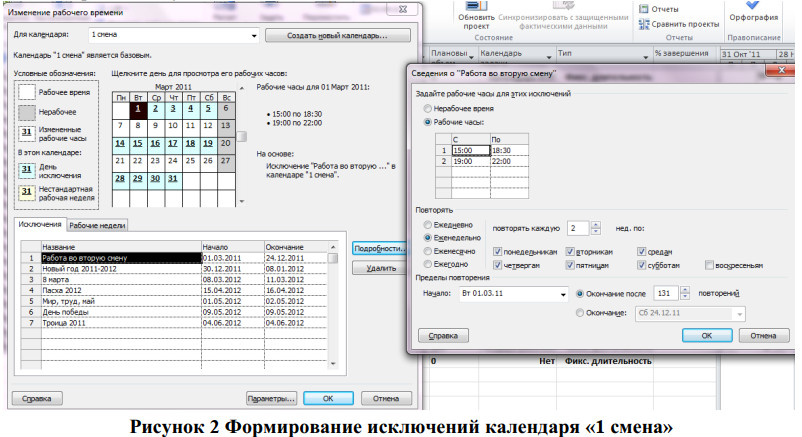 Изменение рабочего времени
Для календаря: 1 смена Создать новый календарь...
Календарь "1 смена" является базовым.
Условные обозначения: Щелкните день для просмотра его рабочих часов:
Рабочее время
Нерабочее
31 Измененные рабочие часы
В этом календаре:
31 День исключения
31 Нестандартная рабочая неделя
Март 2011
Пн Вт Ср Чт Пт Сб Вс
1 2 3 4 5 6
7 8 9 10 11 12 13
14 15 16 17 18 19 20
21 22 23 24 25 26 27
28 29 30 31
Рабочие часы для 01 Март 2011:
• 15:00 по 18:30
• 19:00 по 22:00
На основе:
Исключение "Работа во вторую ..." в
календаре "1 смена".
Исключения Рабочие недели
Название Начало Окончание
1 Работа во вторую смену 01.03.2011 24.12.2011
2 Новый год 2011-2012 30.12.2011 08.01.2012
3 8 марта 08.03.2012 11.03.2012
4 Пасха 2012 15.04.2012 16.04.2012
5 Мир, труд, май 01.05.2012 02.05.2012
6 День победы 09.05.2012 09.05.2012
7 Троица 2011 04.06.2012 04.06.2012
Подробности...
Удалить
Справка Параметры... ОК Отмена
Обновить проект
Синхронизировать с защищенными фактическими данными
Состояние
Отчеты
Сравнить проекты
Отчеты
Орфография
Правописание
Календарь Тип % завершения 31 Окт '11
Сведения о "Работа во вторую смену"
Задайте рабочие часы для этих исключений
Нерабочее время
Рабочие часы:
С По
1 15:00 18:30
2 19:00 22:00
Повторять
Ежедневно
Еженедельно
Ежемесячно
Ежегодно
повторять каждую 2 нед. по:
понедельникам вторникам средам
четвергам пятницам субботам воскресеньям
Пределы повторения
Начало: Вт 01.03.11 Окончание после 131 повторений
Окончание: Сб 24.12.11
Справка ОК Отмена
0 Нет Фикс. длительность
Рисунок 2 Формирование исключений календаря «1 смена»